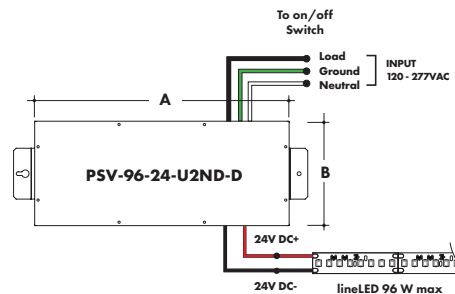 To on/off
Switch
Load
Ground
Neutral
INPUT
120 - 277VAC
A
B
PSV-96-24-U2ND-D
24V DC+
24V DC-
lineLED 96 W max